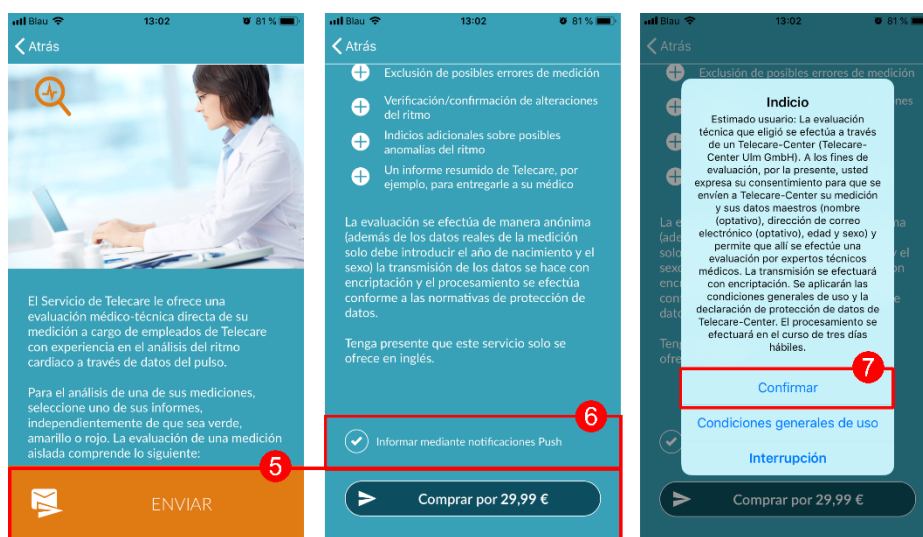 Blau 13:02 81 %
Atrás
El Servicio de Telecare le ofrece una
evaluación médico-técnica directa de su
medición a cargo de empleados de Telecare
con experiencia en el análisis del ritmo
cardiaco a través de datos del pulso.
Para el análisis de una de sus mediciones,
seleccione uno de sus informes,
independientemente de que sea verde,
amarillo o rojo. La evaluación de una medición
aislada comprende lo siguiente:
5
ENVIAR
Blau 13:02 81 %
Atrás
Exclusión de posibles errores de medición
Verificación/confirmación de alteraciones
del ritmo
Indicios adicionales sobre posibles
anomalías del ritmo
Un informe resumido de Telecare, por
ejemplo, para entregarle a su médico
La evaluación se efectúa de manera anónima
(además de los datos reales de la medición
solo debe introducir el año de nacimiento y el
sexo) la transmisión de los datos se hace con
encriptación y el procesamiento se efectúa
conforme a las normativas de protección de
datos.
Tenga presente que este servicio solo se
ofrece en inglés.
6
Informar mediante notificaciones Push
Comprar por 29,99 €
Blau 13:02 81 %
Atrás
Exclusión de posibles errores de medición
Indicio
Estimado usuario: La evaluación
técnica que eligió se efectúa a través
de un Telecare-Center (Telecare-
Center Ulm GmbH). A los fines de
evaluación, por la presente, usted
expresa su consentimiento para que se
envíen a Telecare-Center su medición
y sus datos maestros (nombre
(optativo), dirección de correo
electrónico (optativo), edad y sexo) y
permite que allí se efectúe una
evaluación por expertos técnicos
médicos. La transmisión se efectuará
con encriptación. Se aplicarán las
condiciones generales de uso y la
declaración de protección de datos de
Telecare-Center. El procesamiento se
efectuará en el curso de tres días
hábiles.
7
Confirmar
Condiciones generales de uso
Interrupción
Comprar por 29,99 €